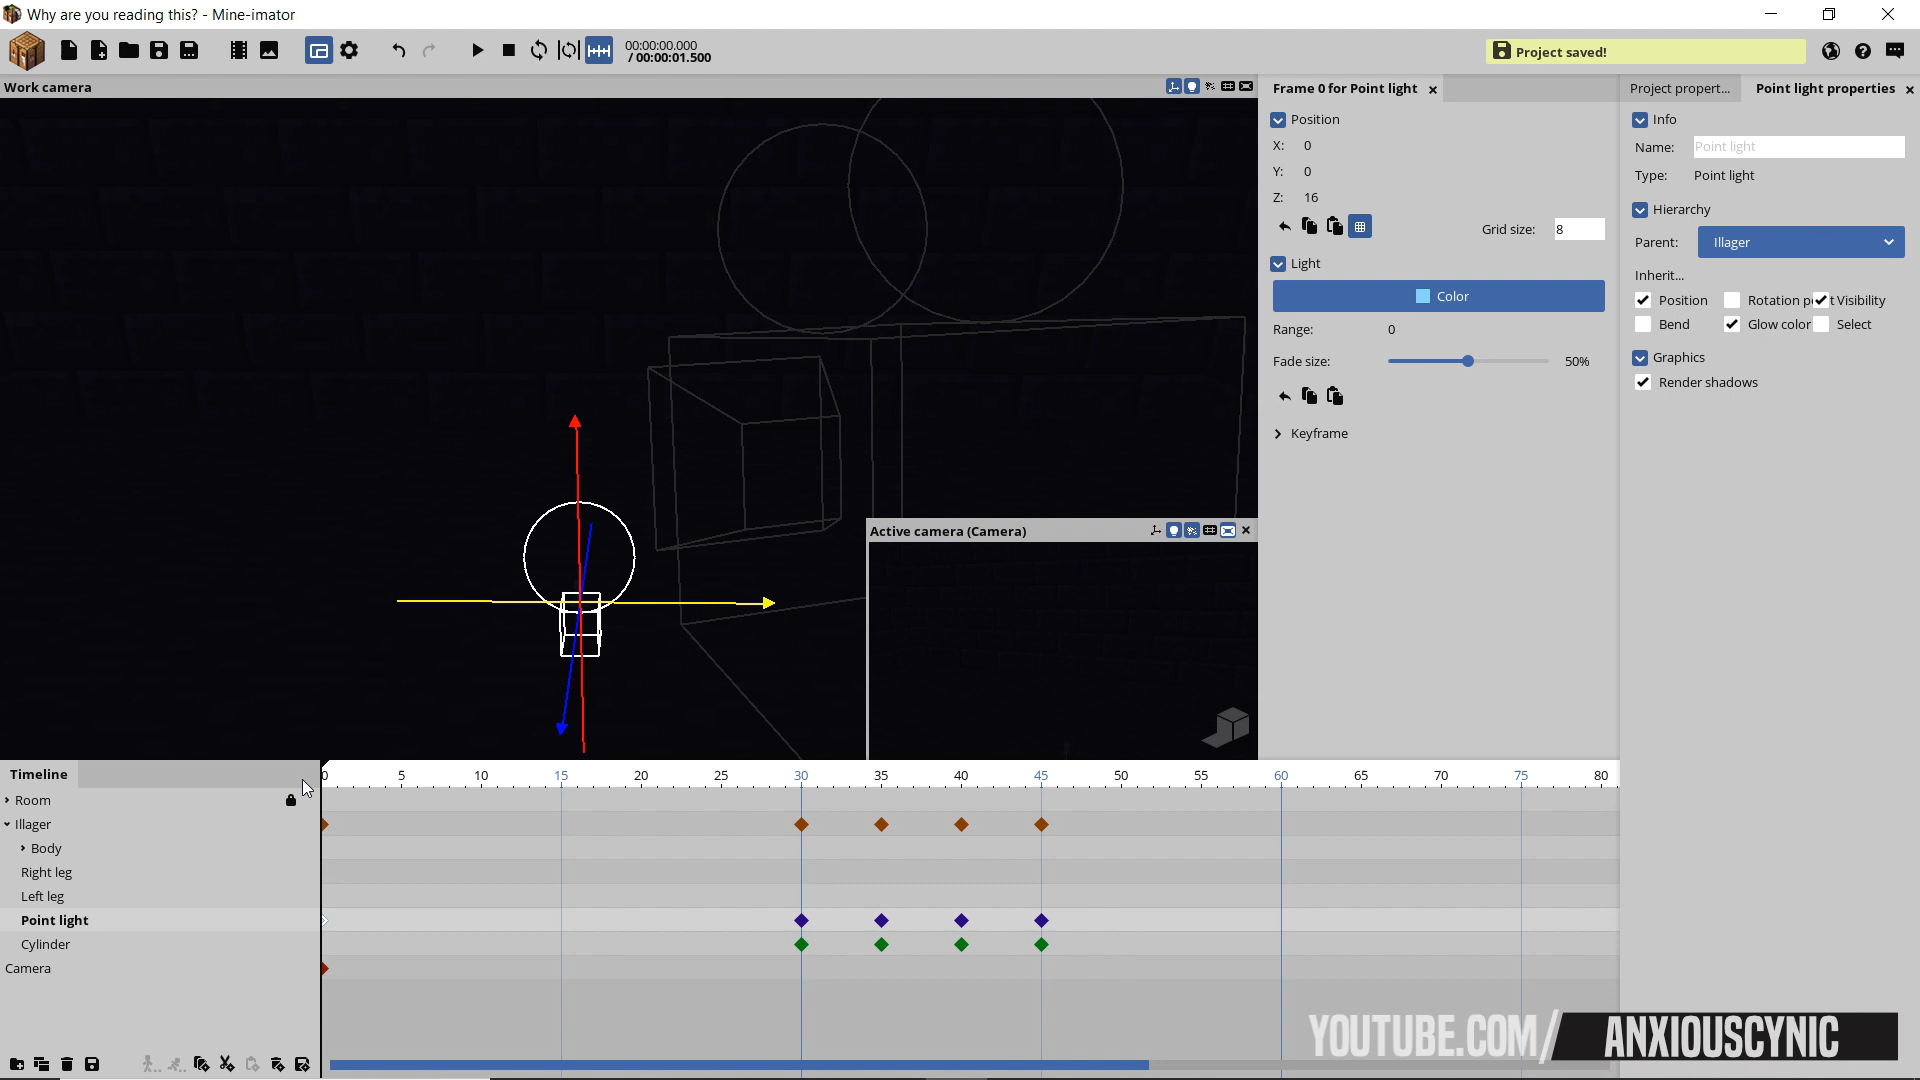 Why are you reading this? - Mine-imator
00:00:00.000
/ 00:00:01.500
Project saved!
Work camera
Frame 0 for Point light
Position
X: 0
Y: 0
Z: 16
Grid size: 8
Light
Color
Range: 0
Fade size: 50%
Keyframe
Project propert...
Point light properties
Info
Name: Point light
Type: Point light
Hierarchy
Parent: Illager
Inherit...
Position Rotation po t Visibility
Bend Glow color Select
Graphics
Render shadows
Active camera (Camera)
Timeline
0 5 10 15 20 25 30 35 40 45 50 55 60 65 70 75 80
Room
Illager
Body
Right leg
Left leg
Point light
Cylinder
Camera
YOUTUBE.COM/ ANXIOUSCYNIC